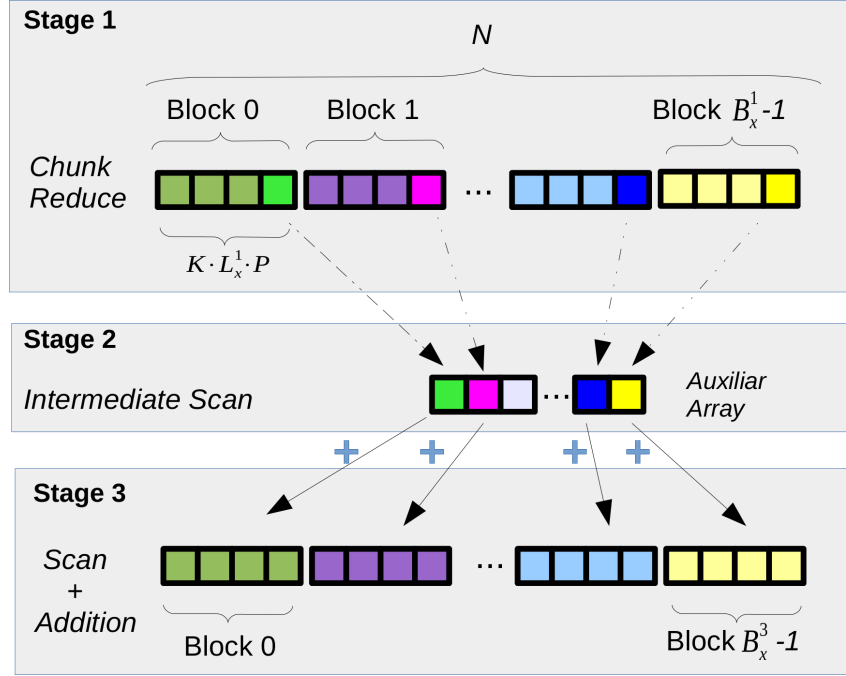 Stage 1
N
Block 0
Block 1
Block B_x^1 -1
Chunk
Reduce
...
K · L_x^1 · P
Stage 2
Intermediate Scan
...
Auxiliar
Array
+ + + +
Stage 3
Scan
+
Addition
...
Block 0
Block B_x^3 -1